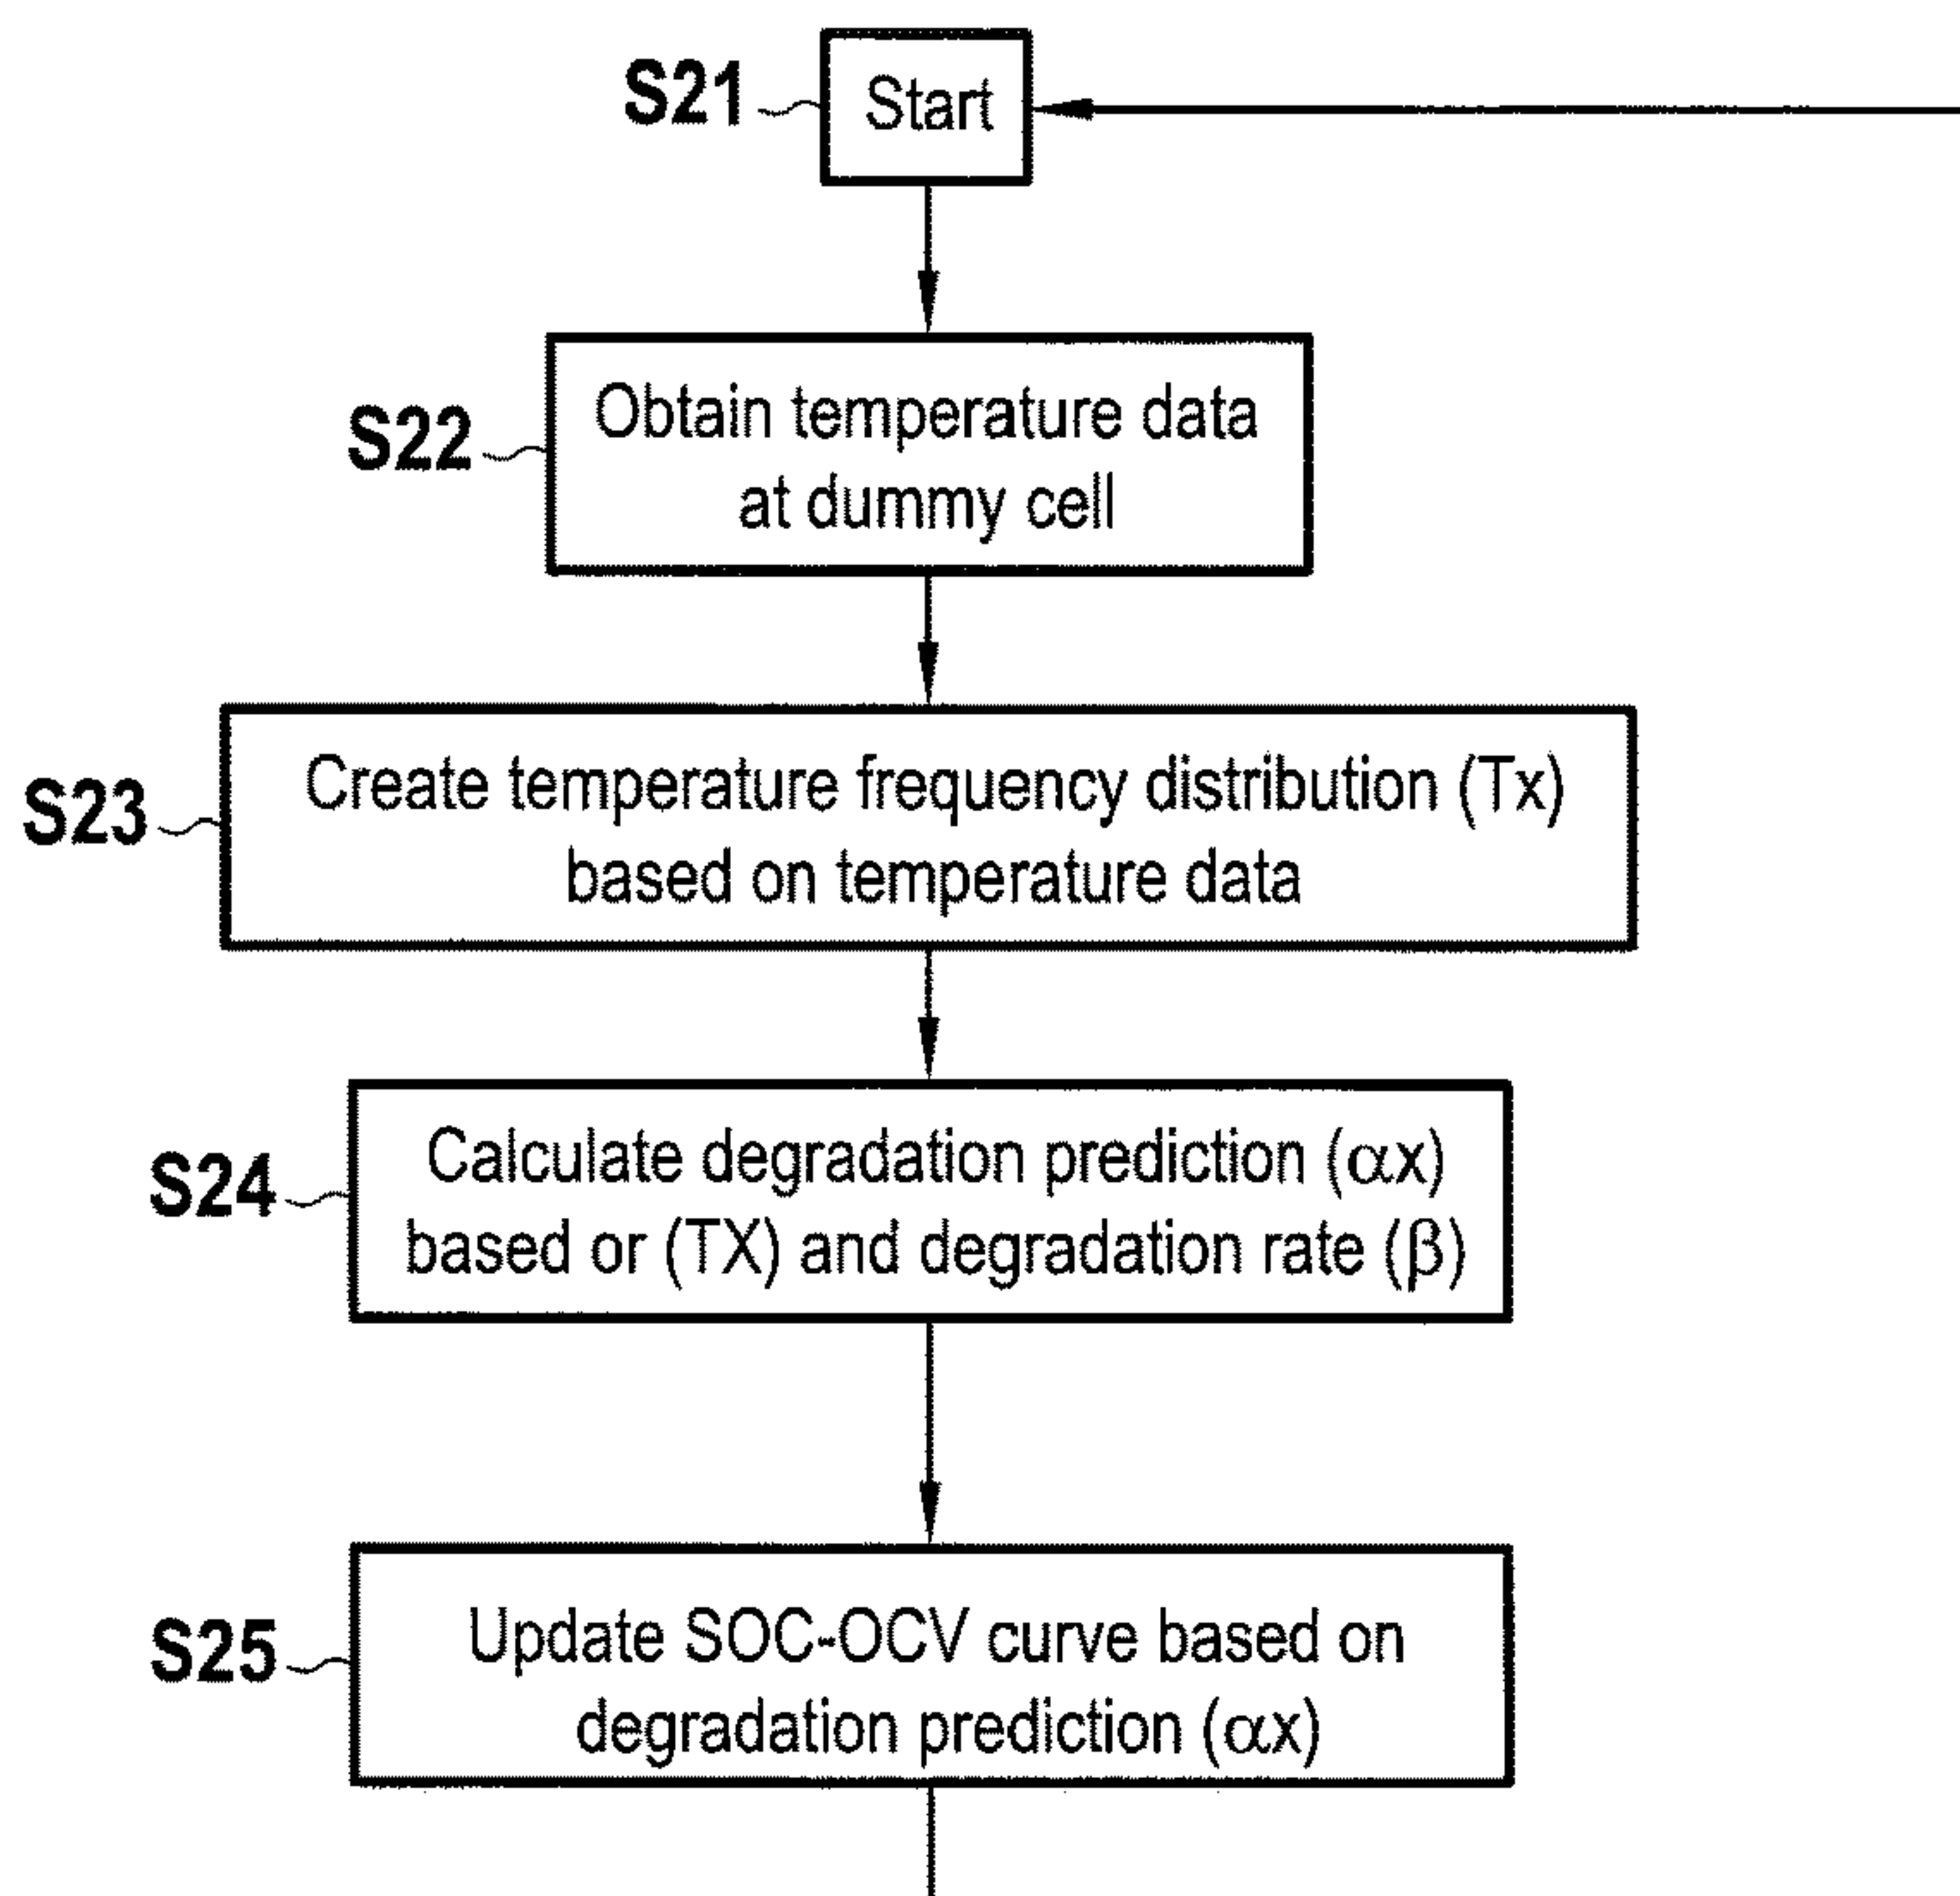 S21
Start
S22
Obtain temperature data
at dummy cell
S23
Create temperature frequency distribution (Tx)
based on temperature data
S24
Calculate degradation prediction (αx)
based or (TX) and degradation rate (β)
S25
Update SOC-OCV curve based on
degradation prediction (αx)